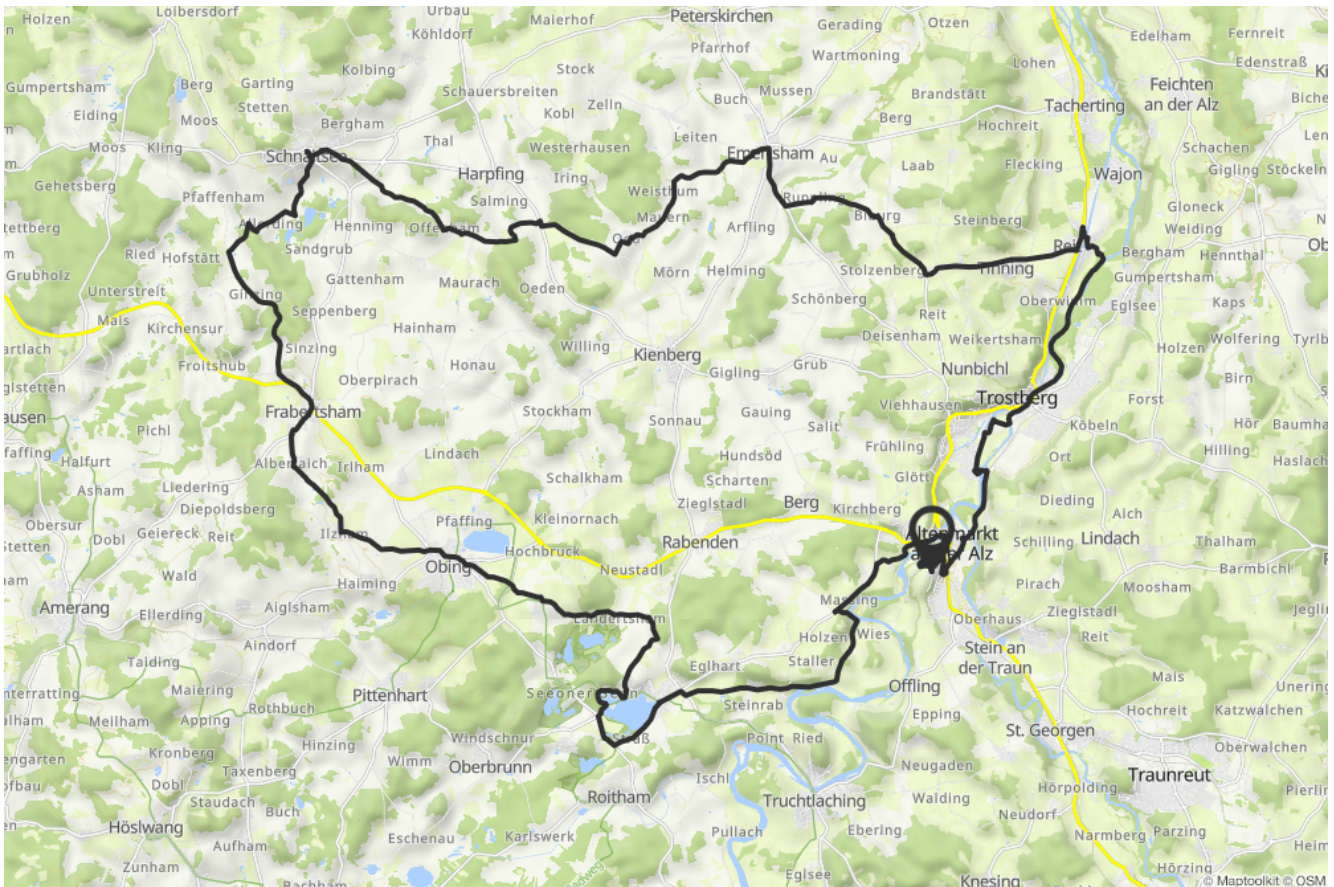 Holzen
Loibersdorf
Urbau
Maierhof
Peterskirchen
Gerading
Otzen
Edelham
Fernreit
Köhldorf
Pfarrhof
Wartmoning
Lohen
Edenstraß
Gumpertsham
Berg
Garting
Kolbing
Stock
Mussen
Feichten
an der Alz
Stetten
Schauersbreiten
Zelln
Buch
Brandstätt
Tacherting
Eiding
Moos
Bergham
Kobl
Berg
Hochreit
Thal
Westerhausen
Leiten
Moos
Kling
Au
Laab
Flecking
Schachen
Harpfing
Iring
Wajon
Gigling
Stöckeln
Gehetsberg
Pfaffenham
Salming
Weisthum
Gloneck
Henning
Arfling
Steinberg
Weiding
Ried
Hofstätt
Sandgrub
Bergham
Hennthal
Grubholz
Gattenham
Maurach
Mörn
Helming
Tinning
Gumpertsham
Unterstreit
Oeden
Schönberg
Eglsee
Kaps
Seppenberg
Reit
Mais
Kirchensur
Hainham
Deisenham
Weikertsham
Wolfering
Sinzing
Willing
Kienberg
Holzen
Froitshub
Honau
Grub
Nunbichl
Oberpirach
Gigling
Birn
Trostberg
Forst
Frabertsham
Stockham
Gauing
Viehhausen
Sonnau
Salit
Köbeln
Hör
Pichl
Frühling
Lindach
Hundsöd
Hilling
Halfurt
Irlham
Ort
Schalkham
Scharten
Glött
Asham
Liedering
Dieding
Diepoldsberg
Zieglstadl
Berg
Kirchberg
Aich
Obersur
Geiereck
Reit
Pfaffing
Kleinornach
Altenmarkt
an der Alz
Dobl
Rabenden
Schilling
Lindach
Thalham
Hochbruck
Obing
Neustadl
Barmbichl
Wald
Haiming
Pirach
Moosham
Amerang
Ellerding
Aiglsham
Massing
Zieglstadl
Oberhaus
Aindorf
Holzen
Wies
Reit
Talding
Stein an
der Traun
Eglhart
Staller
Mais
Maiering
Pittenhart
Offling
Rothbuch
Steinrab
Hochreit
Katzwalchen
Meilham
Apping
Epping
Windschnur
Straß
Point
Ried
St. Georgen
Kronberg
Hinzing
Oberwalchen
Wimm
Oberbrunn
Neugaden
Taxenberg
Ischl
Traunreut
Dobl
Roitham
Hörpolding
Staudach
Buch
Truchtlaching
Walding
Höslwang
Neudorf
Eschenau
Karlswerk
Pullach
Ebering
Narmberg
Parzing
Aufham
Zunham
Eglsee
Hörzing
Knesing
© Maptoolkit © OSM